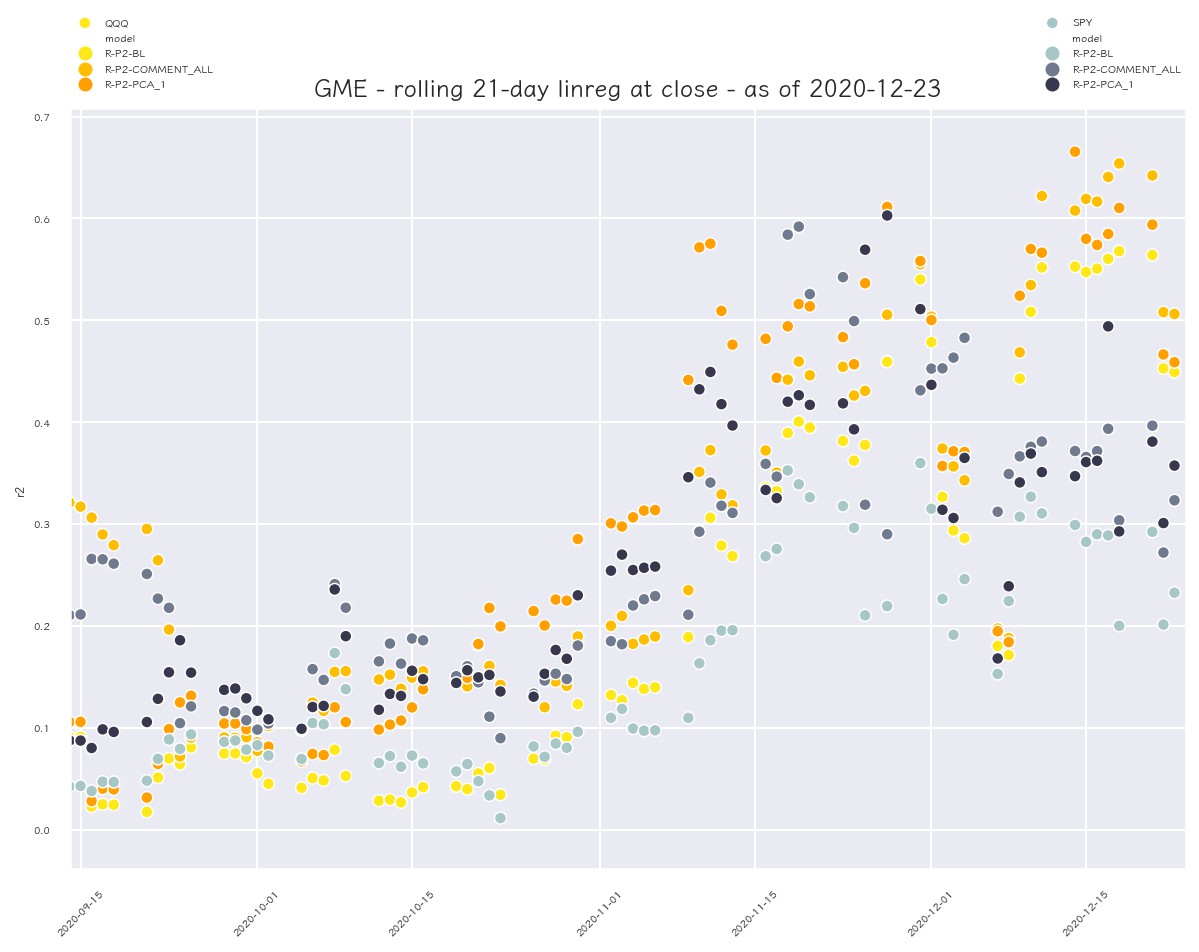 QQQ
model
R-P2-BL
R-P2-COMMENT_ALL
R-P2-PCA_1
SPY
model
R-P2-BL
R-P2-COMMENT_ALL
R-P2-PCA_1
GME - rolling 21-day linreg at close - as of 2020-12-23
0.7
0.6
0.5
0.4
0.3
0.2
0.1
0.0
r2
2020-09-15
2020-10-01
2020-10-15
2020-11-01
2020-11-15
2020-12-01
2020-12-15